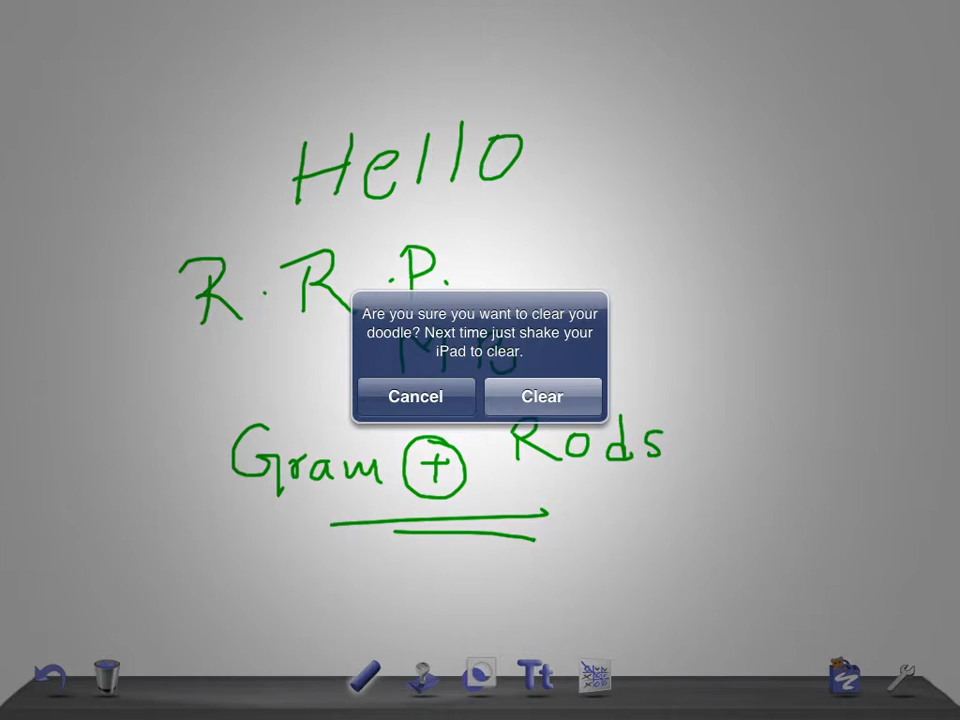 Hello
R. R. P.
Are you sure you want to clear your
doodle? Next time just shake your
iPad to clear.
Cancel Clear
Gram + Rods
Tt